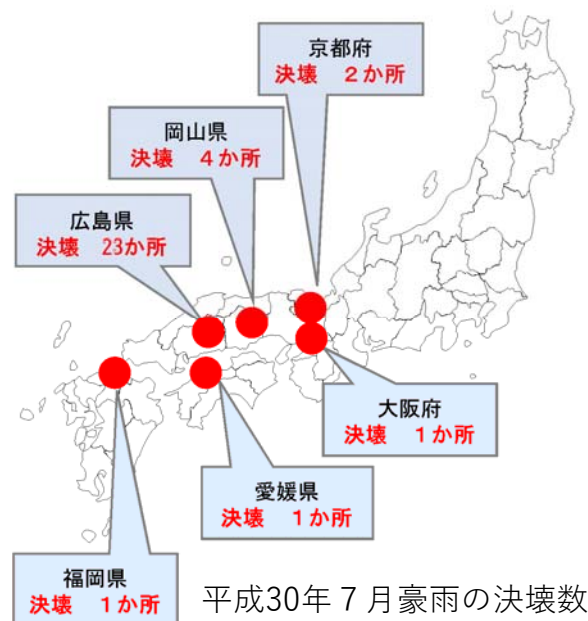 京都府
決壊　２か所
岡山県
決壊　４か所
広島県
決壊　23か所
大阪府
決壊　１か所
愛媛県
決壊　１か所
福岡県
決壊　１か所
平成30年７月豪雨の決壊数